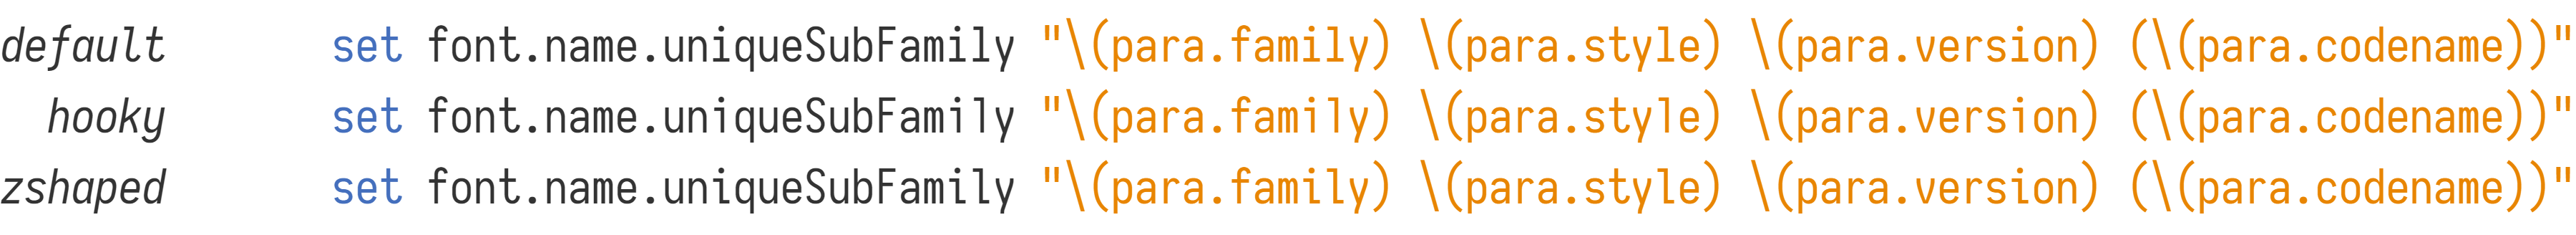 default set font.name.uniqueSubFamily "\(para.family) \(para.style) \(para.version) (\(para.codename))"
hooky set font.name.uniqueSubFamily "\(para.family) \(para.style) \(para.version) (\(para.codename))"
zshaped set font.name.uniqueSubFamily "\(para.family) \(para.style) \(para.version) (\(para.codename))"